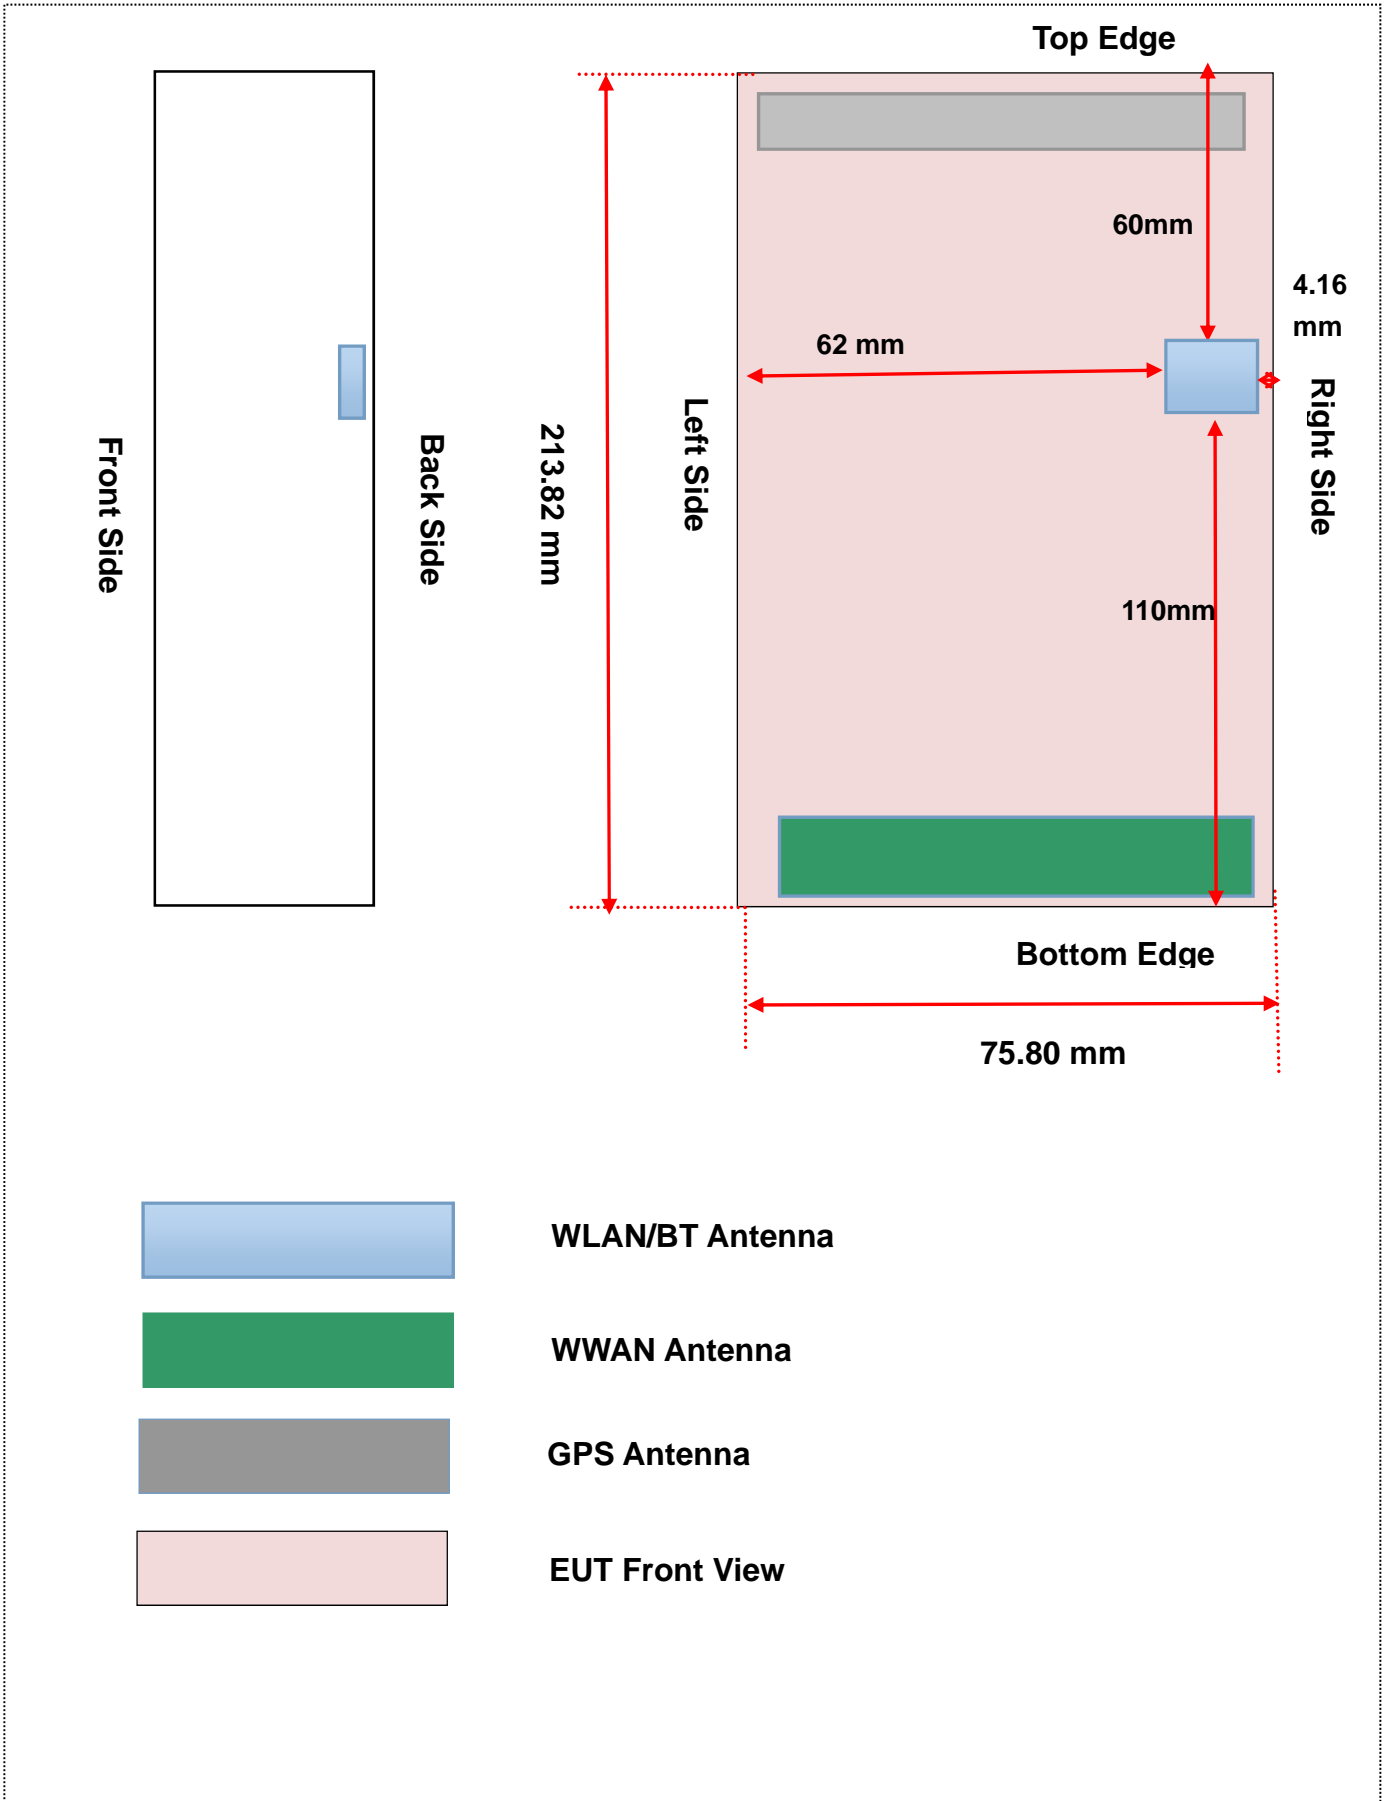 Top Edge
60mm
4.16
mm
62 mm
Front Side
Back Side
213.82 mm
Left Side
Right Side
110mm
Bottom Edge
75.80 mm
WLAN/BT Antenna
WWAN Antenna
GPS Antenna
EUT Front View